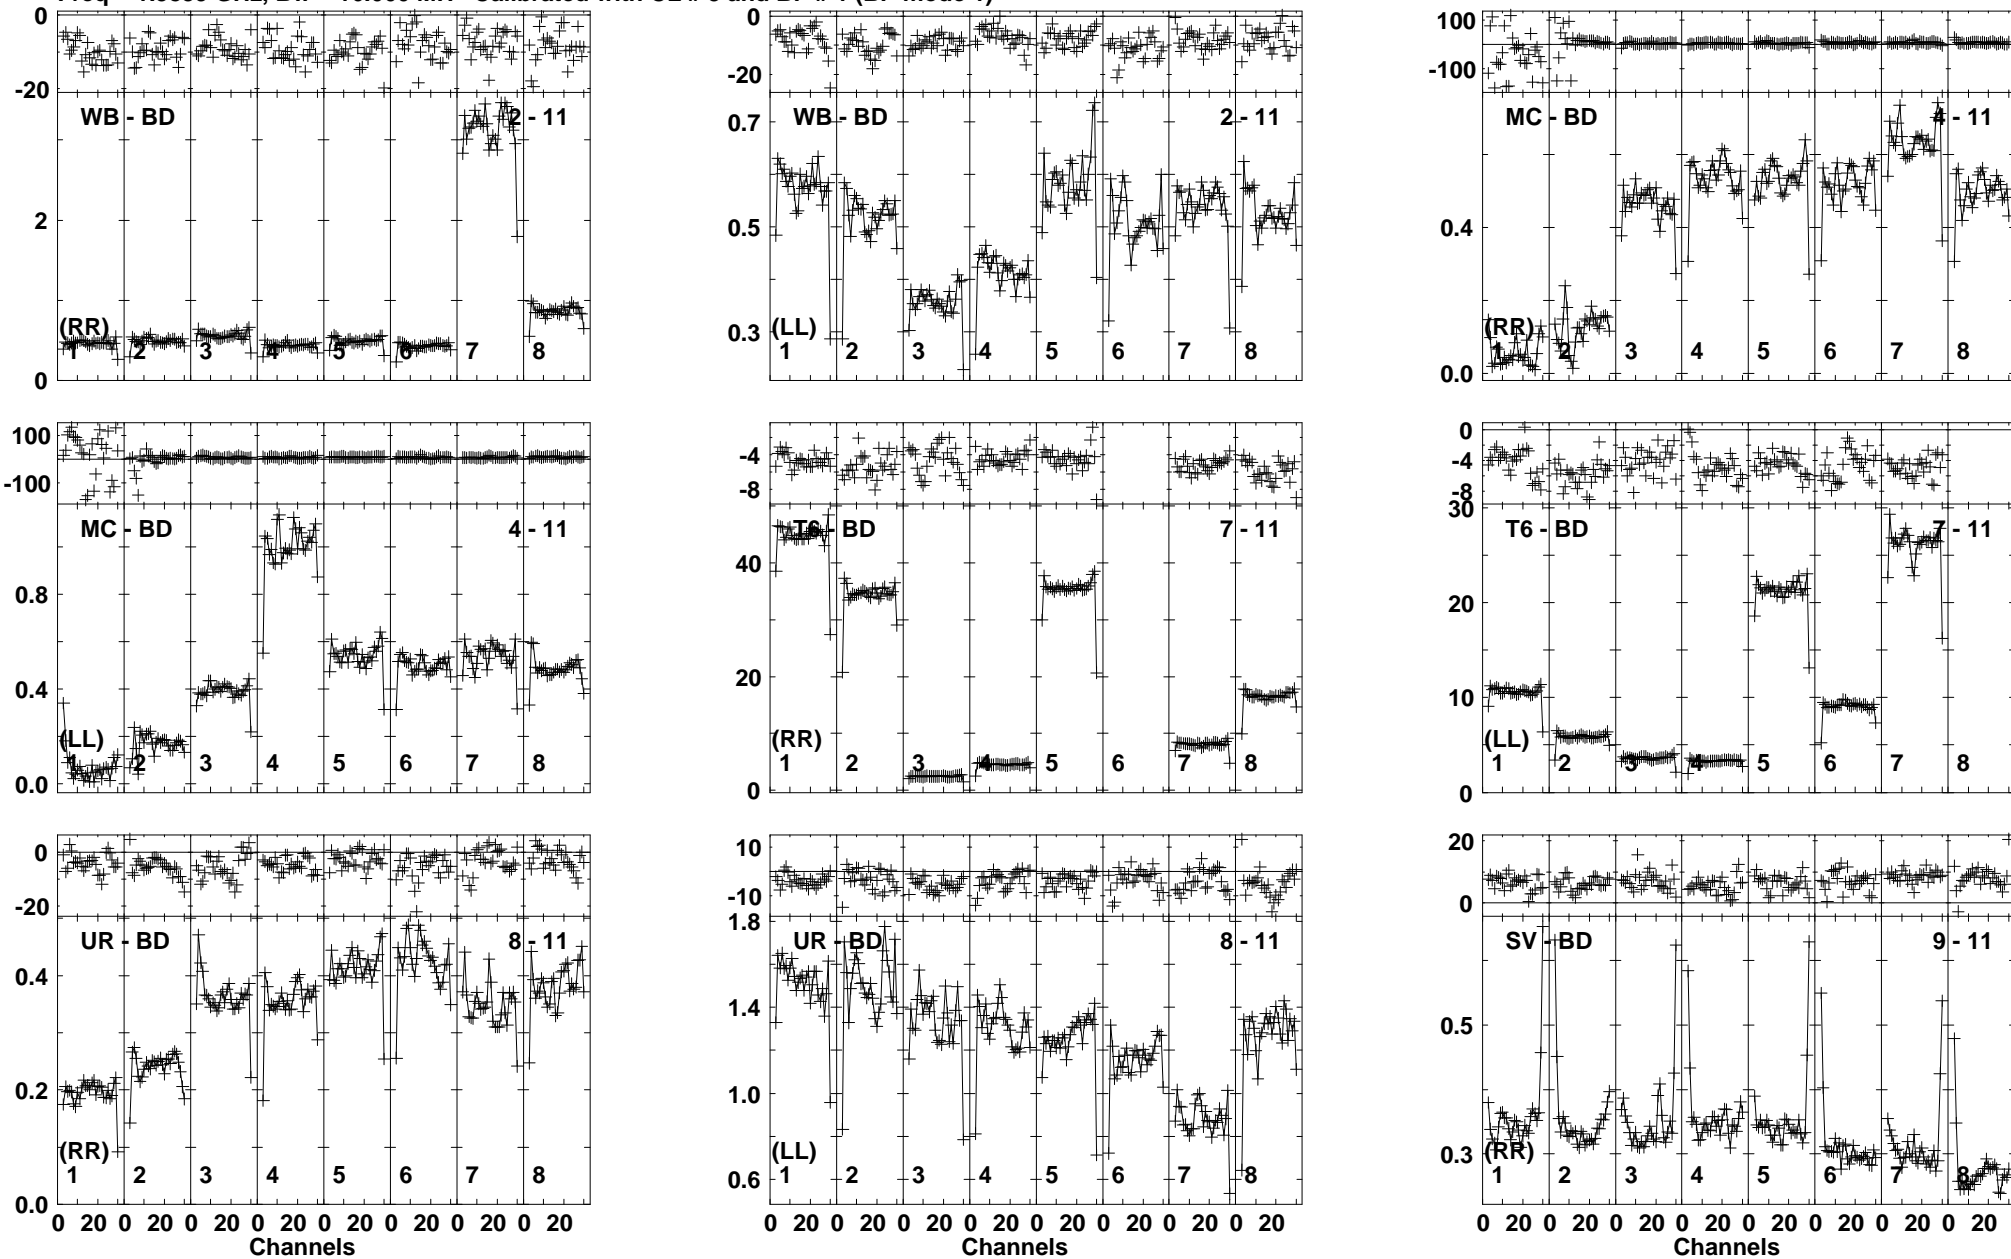 0
-20
WB - BD 2 - 11
2
0
(RR)
1 2 3 4 5 6 7 8
0
-20
WB - BD 2 - 11
0.7
0.5
0.3
(LL)
1 2 3 4 5 6 7 8
100
-100
MC - BD 4 - 11
0.4
0.0
(RR)
1 2 3 4 5 6 7 8
100
-100
MC - BD 4 - 11
0.8
0.4
0.0
(LL)
1 2 3 4 5 6 7 8
-4
-8
T6 - BD 7 - 11
40
20
0
(RR)
1 2 3 4 5 7 8
0
-4
-8
T6 - BD 7 - 11
30
20
10
0
(LL)
1 2 3 4 5 6 7 8
0
-20
UR - BD 8 - 11
0.4
0.2
0.0
(RR)
1 2 3 4 5 6 7 8
0 20 0 20 0 20 0 20 0 20 0 20 0 20 0 20
Channels
10
-10
UR - BD 8 - 11
1.8
1.4
1.0
0.6
(LL)
1 2 3 4 5 6 7 8
0 20 0 20 0 20 0 20 0 20 0 20 0 20 0 20
Channels
20
0
SV - BD 9 - 11
0.5
0.3
(RR)
1 2 3 4 5 6 7 8
0 20 0 20 0 20 0 20 0 20 0 20 0 20 0 20
Channels